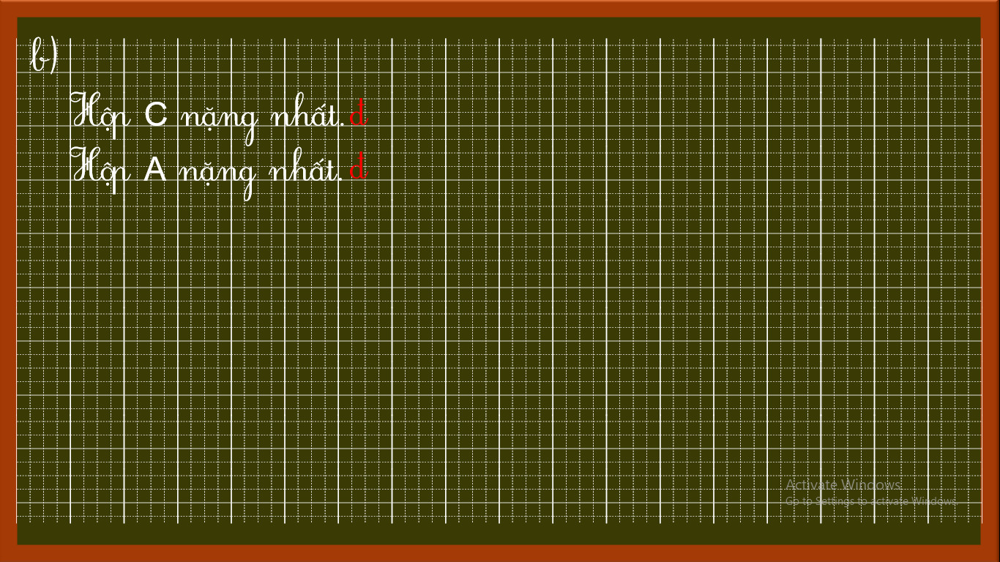 b)
Hộp C nặng nhất. đ
Hộp A nặng nhất. đ
Activate Windows
Go to Settings to activate Windows.